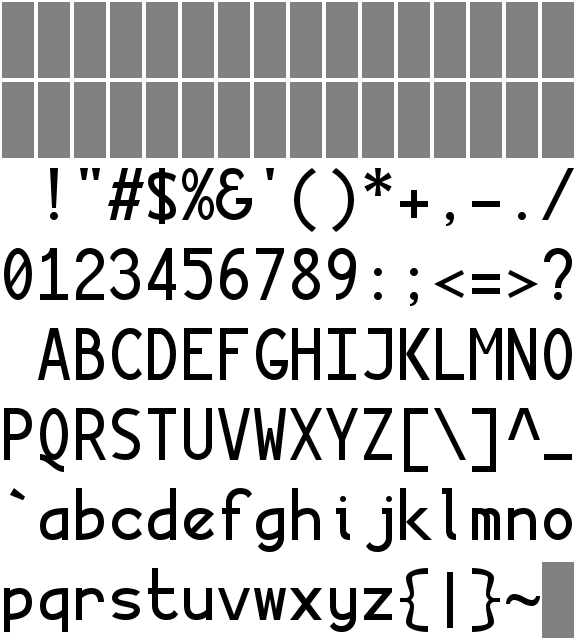 !"#$%&'()*+,-./
0123456789:;<=>?
ABCDEFGHIJKLMNO
PQRSTUVWXYZ[\]^_
`abcdefghijklmno
pqrstuvwxyz{|}~